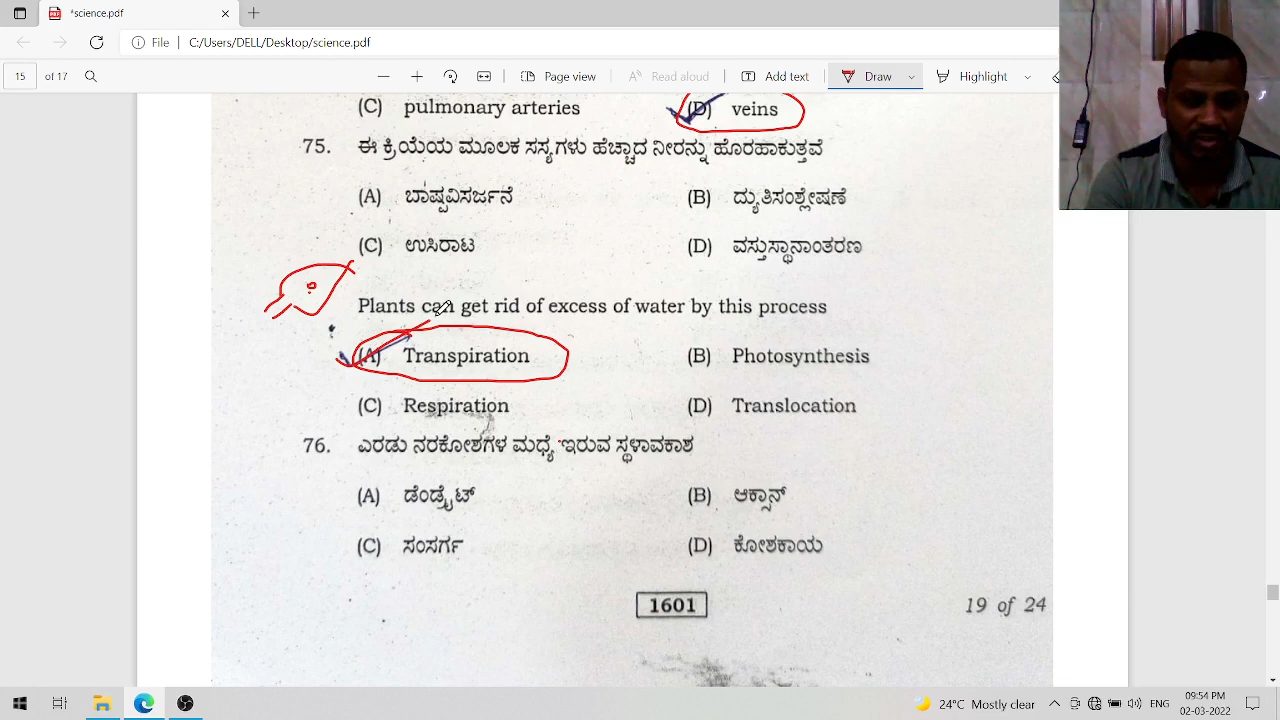 *science.pdf
File | C:/Users/DELL/Desktop/science.pdf
15 of 17 Page view Read aloud Add text Draw Highlight
(C) pulmonary arteries (D) veins
75. ಈ ಕ್ರಿಯೆಯ ಮೂಲಕ ಸಸ್ಯಗಳು ಹೆಚ್ಚಾದ ನೀರನ್ನು ಹೊರಹಾಕುತ್ತವೆ
(A) ಬಾಷ್ಪವಿಸರ್ಜನೆ (B) ದ್ಯುತಿಸಂಶ್ಲೇಷಣೆ
(C) ಉಸಿರಾಟ (D) ವಸ್ತುಸ್ಥಾನಾಂತರಣ
Plants can get rid of excess of water by this process
(A) Transpiration (B) Photosynthesis
(C) Respiration (D) Translocation
76. ಎರಡು ನರಕೋಶಗಳ ಮಧ್ಯೆ ಇರುವ ಸ್ಥಳಾವಕಾಶ
(A) ಡೆಂಡ್ರೈಟ್ (B) ಆಕ್ಸಾನ್
(C) ಸಂಸರ್ಗ (D) ಕೋಶಕಾಯ
1601 19 of 24
24°C Mostly clear ENG 09:54 PM
02-03-2022